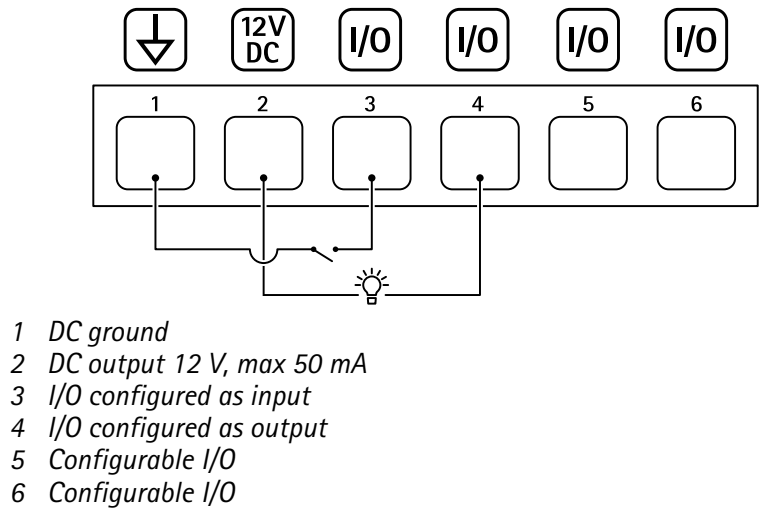 12V DC I/O I/O I/O I/O
1 2 3 4 5 6
1 DC ground
2 DC output 12 V, max 50 mA
3 I/O configured as input
4 I/O configured as output
5 Configurable I/O
6 Configurable I/O